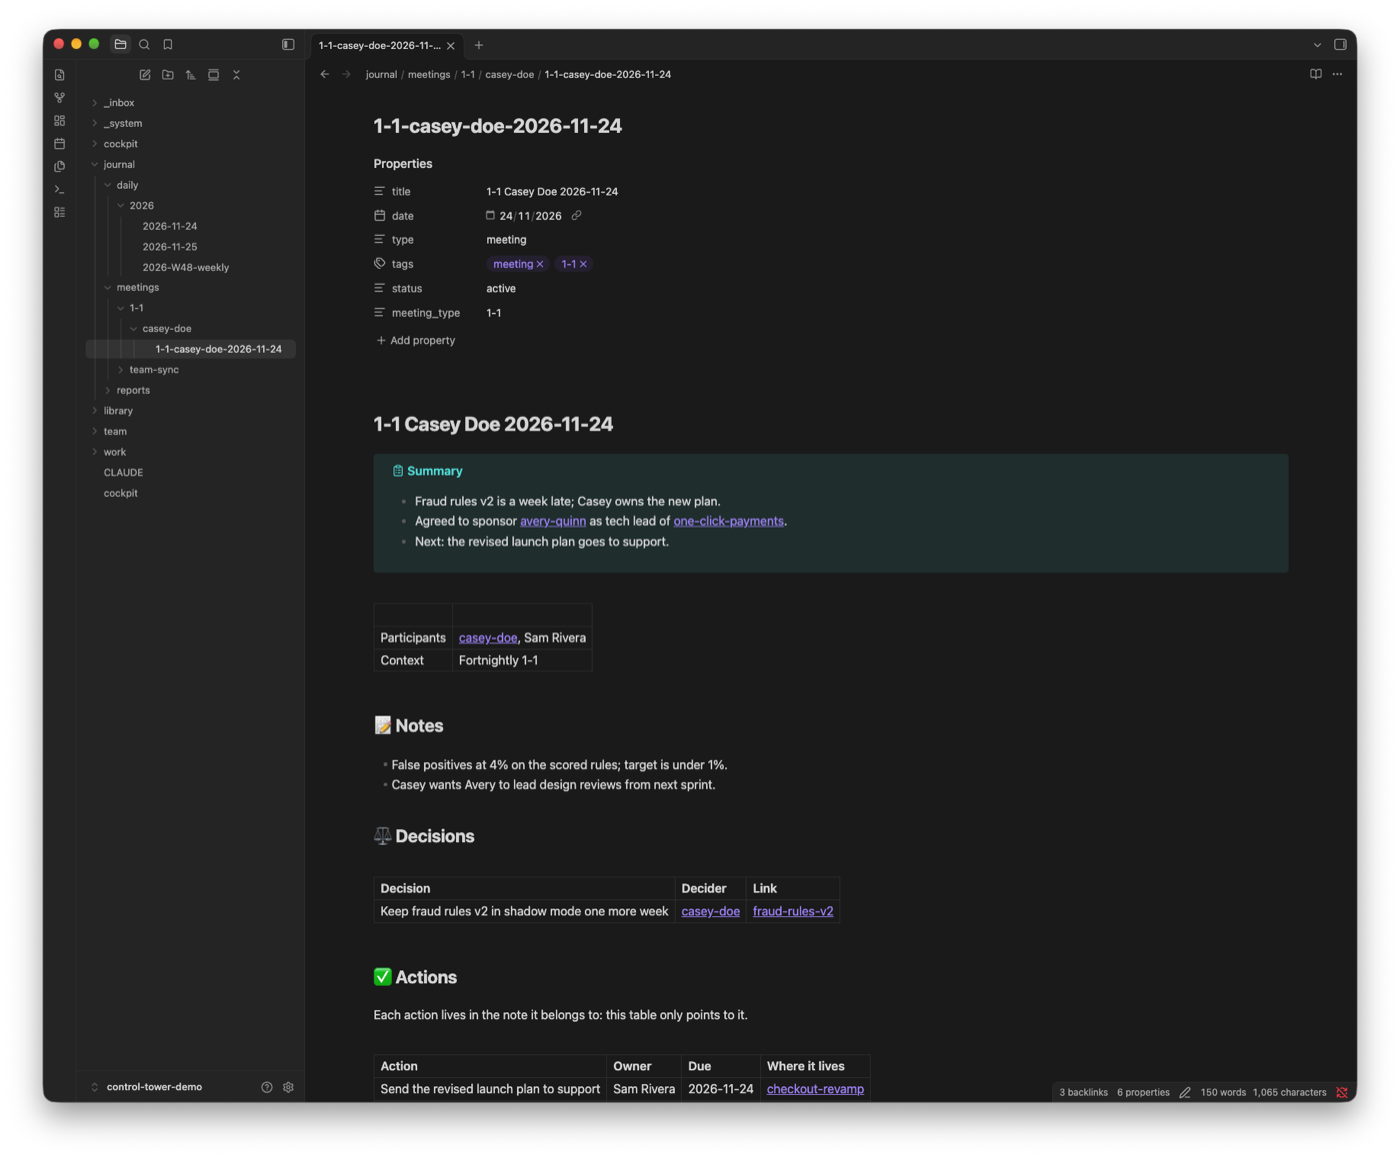 1-1-casey-doe-2026-11-...
journal / meetings / 1-1 / casey-doe / 1-1-casey-doe-2026-11-24
_inbox
_system
cockpit
journal
daily
2026
2026-11-24
2026-11-25
2026-W48-weekly
meetings
1-1
casey-doe
1-1-casey-doe-2026-11-24
team-sync
reports
library
team
work
CLAUDE
cockpit
control-tower-demo
1-1-casey-doe-2026-11-24
Properties
title 1-1 Casey Doe 2026-11-24
date 24/11/2026
type meeting
tags meeting × 1-1 ×
status active
meeting_type 1-1
+ Add property
1-1 Casey Doe 2026-11-24
Summary
• Fraud rules v2 is a week late; Casey owns the new plan.
• Agreed to sponsor avery-quinn as tech lead of one-click-payments.
• Next: the revised launch plan goes to support.
Participants casey-doe, Sam Rivera
Context Fortnightly 1-1
📝 Notes
• False positives at 4% on the scored rules; target is under 1%.
• Casey wants Avery to lead design reviews from next sprint.
⚖️ Decisions
Decision Decider Link
Keep fraud rules v2 in shadow mode one more week casey-doe fraud-rules-v2
✅ Actions
Each action lives in the note it belongs to: this table only points to it.
Action Owner Due Where it lives
Send the revised launch plan to support Sam Rivera 2026-11-24 checkout-revamp
3 backlinks 6 properties 150 words 1,065 characters